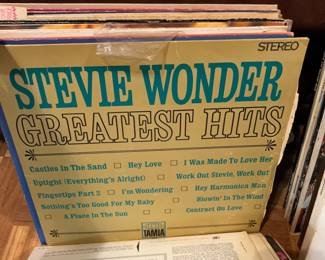 STEREO
STEVIE WONDER
GREATEST HITS
Castles In The Sand □ Hey Love □ I Was Made To Love Her
Uptight (Everything's Alright) □ Work Out Stevie, Work Out
Fingertips Part 2 □ I'm Wondering □ Hey Harmonica Man
Nothing's Too Good For My Baby □ Blowin' In The Wind
□ A Place In The Sun □ Contract On Love
TAMLA